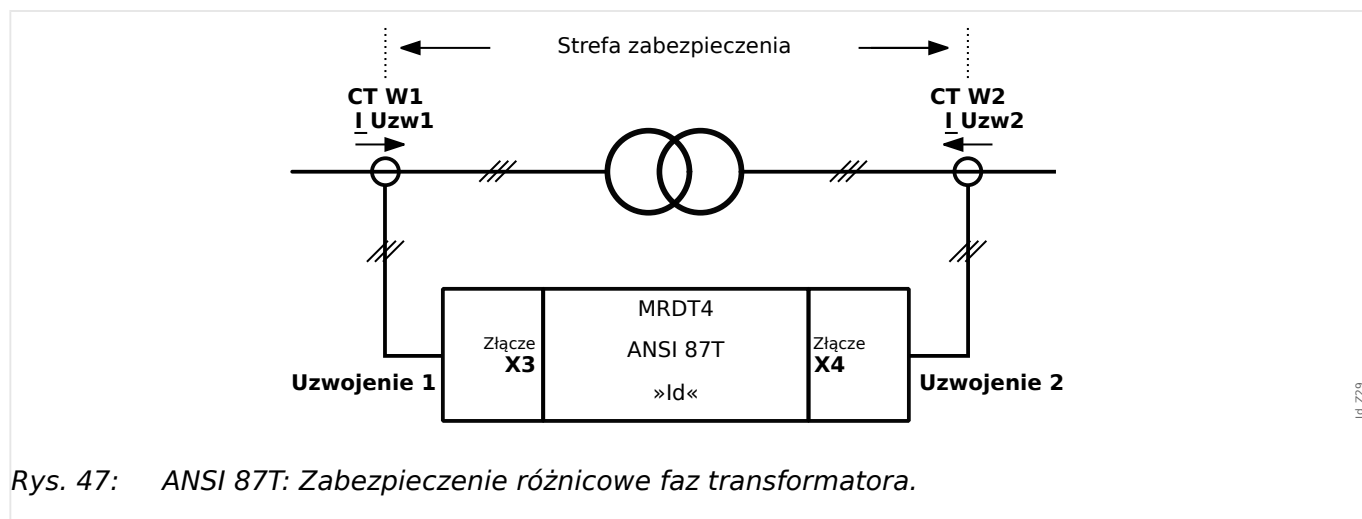 Strefa zabezpieczenia
CT W1
I Uzw1
CT W2
I Uzw2
MRDT4
ANSI 87T
»Id«
Złącze
X3
Złącze
X4
Uzwojenie 1
Uzwojenie 2
Id_Z29
Rys. 47: ANSI 87T: Zabezpieczenie różnicowe faz transformatora.